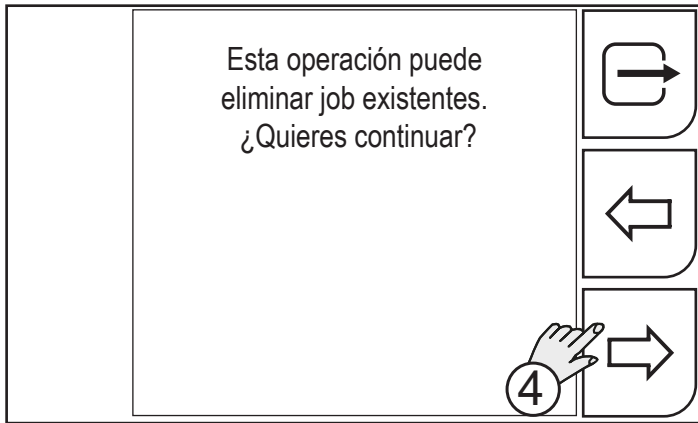 Esta operación puede
eliminar job existentes.
¿Quieres continuar?
4